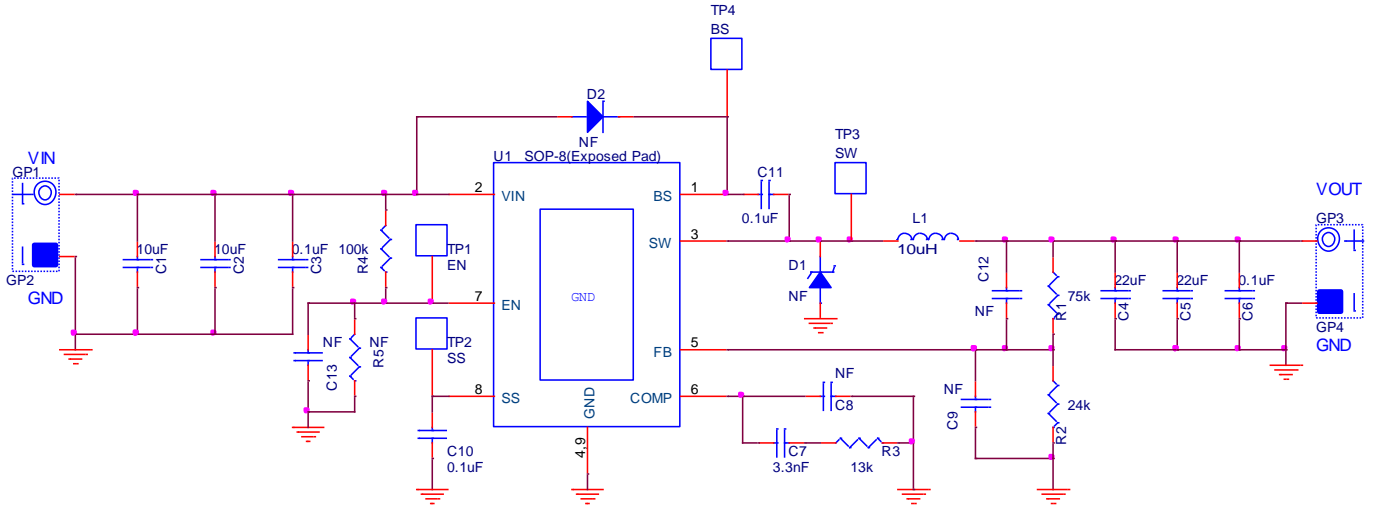 TP4
BS
D2
NF
TP3
SW
U1 SOP-8(Exposed Pad)
VIN
GP1
GP2
GND
10uF
C1
10uF
C2
0.1uF
C3
100k
R4
TP1
EN
2
VIN
7
EN
8
SS
TP2
SS
NF
C13
NF
R5
C10
0.1uF
GND
GND
4,9
BS
1
SW
3
FB
5
COMP
6
C11
0.1uF
D1
NF
L1
10uH
C12
NF
75k
R1
22uF
C4
22uF
C5
0.1uF
C6
VOUT
GP3
GP4
GND
NF
C8
C7
3.3nF
R3
13k
NF
C9
24k
R2